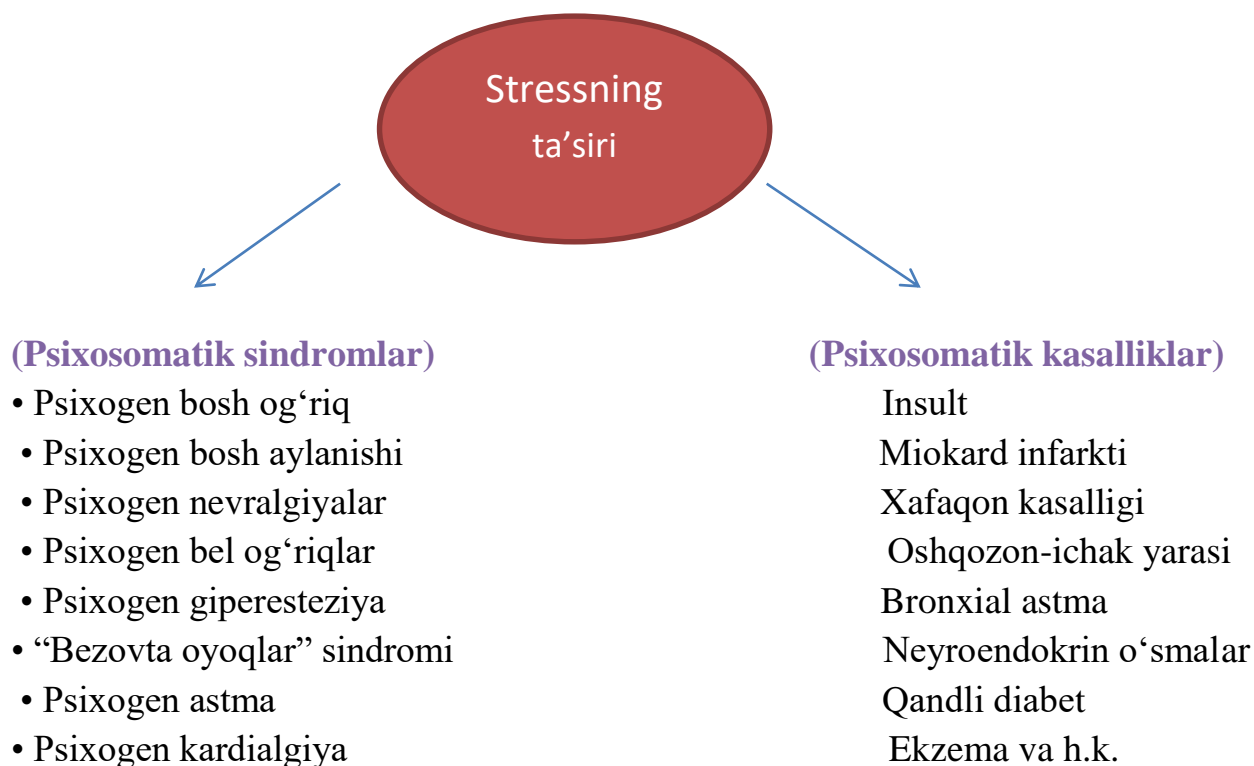 Stressning
ta’siri
(Psixosomatik sindromlar)
• Psixogen bosh og‘riq
• Psixogen bosh aylanishi
• Psixogen nevralgiyalar
• Psixogen bel og‘riqlar
• Psixogen giperesteziya
• “Bezovta oyoqlar” sindromi
• Psixogen astma
• Psixogen kardialgiya
(Psixosomatik kasalliklar)
Insult
Miokard infarkti
Xafaqon kasalligi
Oshqozon-ichak yarasi
Bronxial astma
Neyroendokrin o‘smalar
Qandli diabet
Ekzema va h.k.